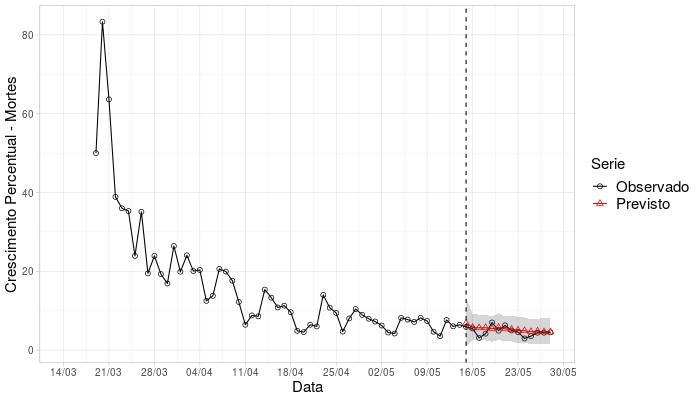 Crescimento Percentual - Mortes
80
60
40
20
0
14/03 21/03 28/03 04/04 11/04 18/04 25/04 02/05 09/05 16/05 23/05 30/05
Data
Serie
Observado
Previsto